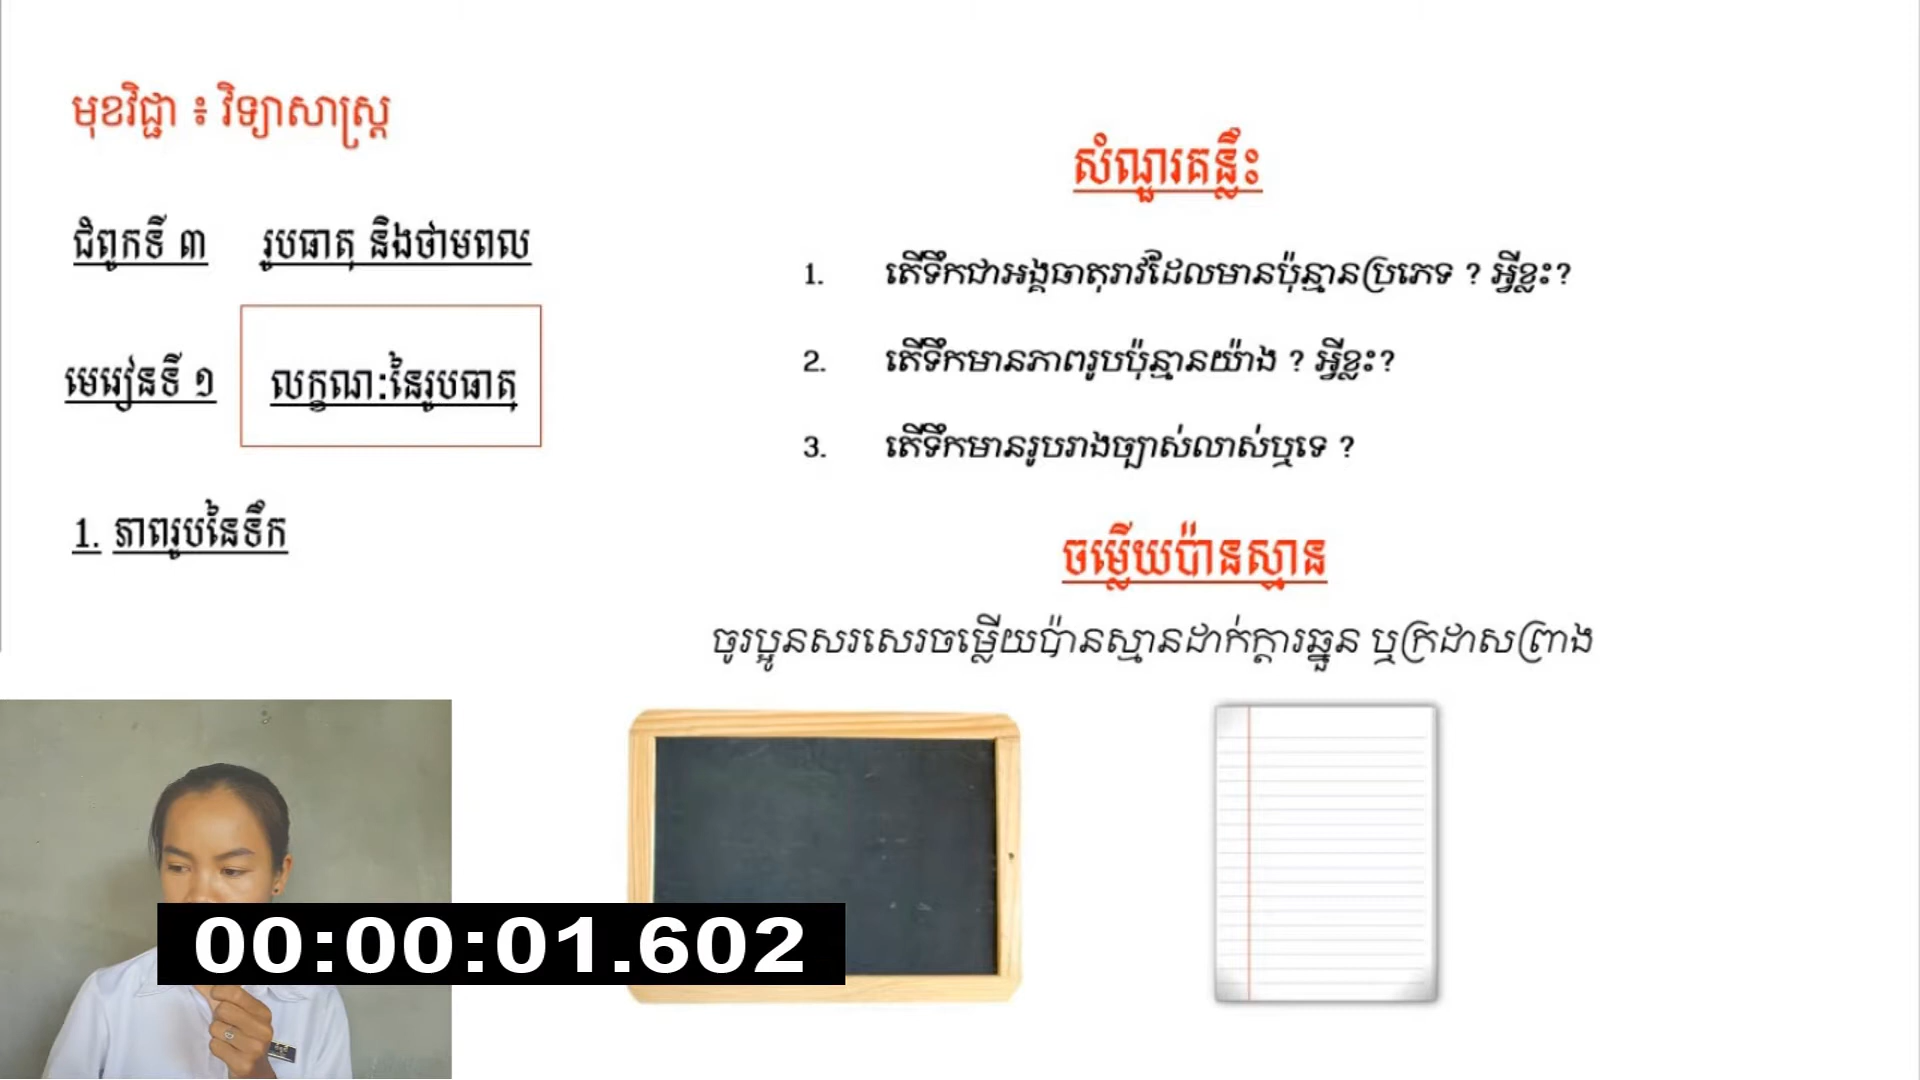 មុខវិជ្ជា ៖ វិទ្យាសាស្ត្រ
ជំពូកទី ៣ រូបធាតុ និងថាមពល
មេរៀនទី ១ លក្ខណៈនៃរូបធាតុ
1. ភាពរូបនៃទឹក
សំណួរគន្លឹះ
1. តើទឹកជាអង្គធាតុរាវដែលមានប៉ុន្មានប្រភេទ ? អ្វីខ្លះ?
2. តើទឹកមានភាពរូបប៉ុន្មានយ៉ាង ? អ្វីខ្លះ?
3. តើទឹកមានរូបរាងច្បាស់លាស់ឬទេ ?
ចម្លើយប៉ាន់ស្មាន
ចូរប្អូនសរសេរចម្លើយប៉ាន់ស្មានដាក់ក្តារឆ្នួន ឬក្រដាសព្រាង
00:00:01.602